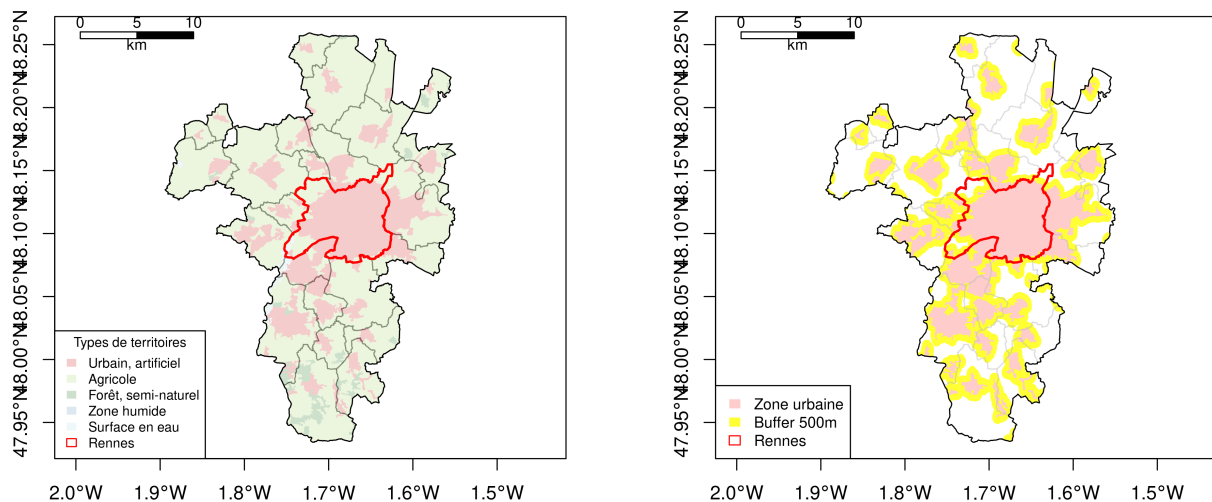 0 5 10
km
48.25°N
48.20°N
48.15°N
48.10°N
48.05°N
48.00°N
47.95°N
Types de territoires
Urbain, artificiel
Agricole
Forêt, semi-naturel
Zone humide
Surface en eau
Rennes
2.0°W 1.9°W 1.8°W 1.7°W 1.6°W 1.5°W
0 5 10
km
48.25°N
48.20°N
48.15°N
48.10°N
48.05°N
48.00°N
47.95°N
Zone urbaine
Buffer 500m
Rennes
2.0°W 1.9°W 1.8°W 1.7°W 1.6°W 1.5°W